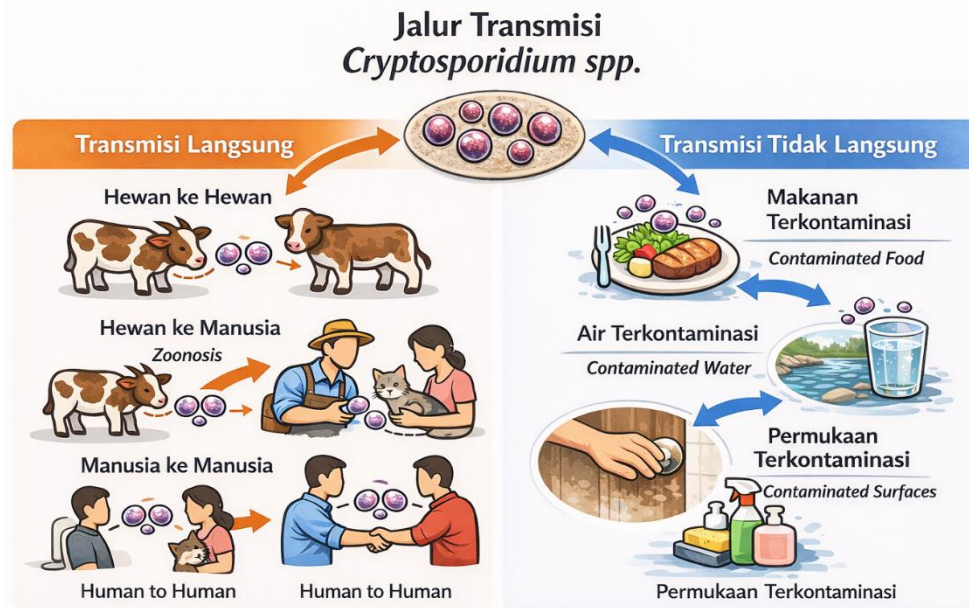 Jalur Transmisi
Cryptosporidium spp.
Transmisi Langsung
Hewan ke Hewan
Hewan ke Manusia
Zoonosis
Manusia ke Manusia
Human to Human
Human to Human
Transmisi Tidak Langsung
Makanan
Terkontaminasi
Contaminated Food
Air Terkontaminasi
Contaminated Water
Permukaan
Terkontaminasi
Contaminated Surfaces
Permukaan Terkontaminasi